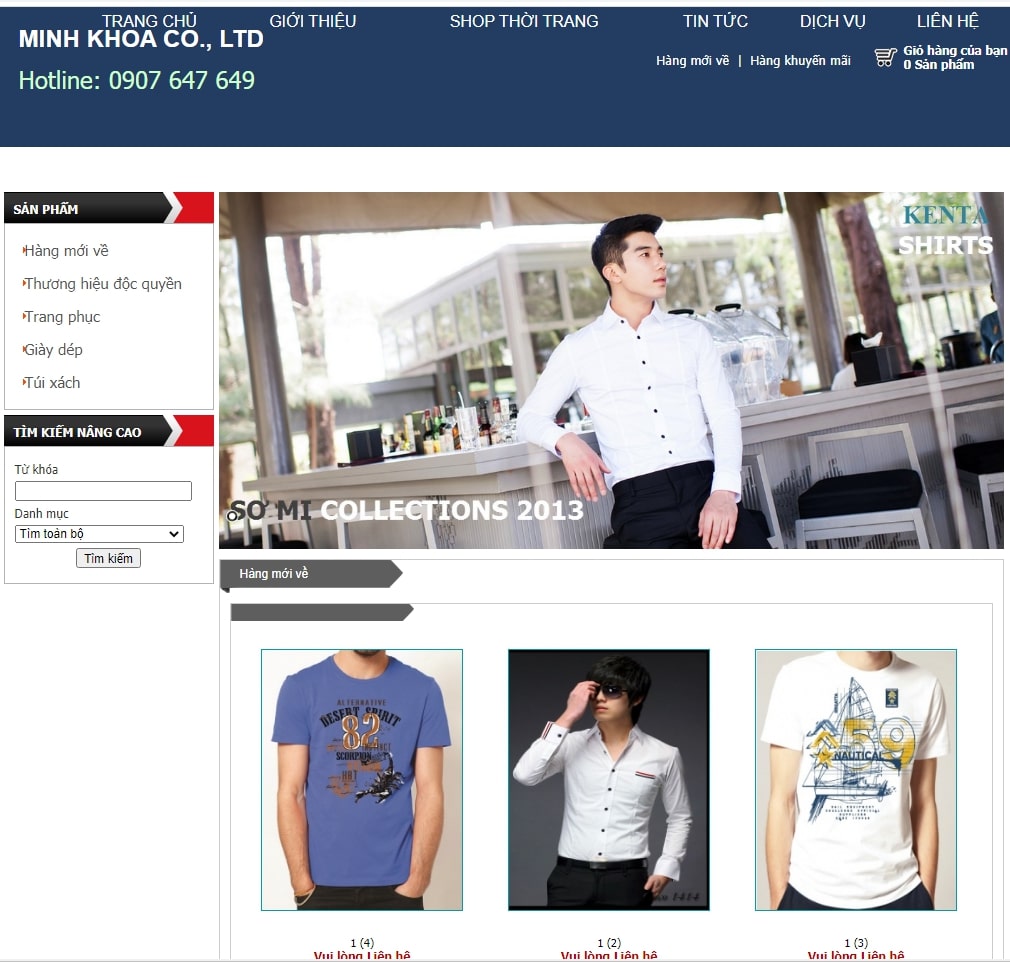 TRANG CHỦ
GIỚI THIỆU
SHOP THỜI TRANG
TIN TỨC
DỊCH VỤ
LIÊN HỆ
MINH KHOA CO., LTD
Hotline: 0907 647 649
Hàng mới về | Hàng khuyến mãi
Giỏ hàng của bạn
0 Sản phẩm
SẢN PHẨM
Hàng mới về
Thương hiệu độc quyền
Trang phục
Giày dép
Túi xách
TÌM KIẾM NÂNG CAO
Từ khóa
Danh mục
Tìm toàn bộ
Tìm kiếm
KENTA
SHIRTS
SƠ MI COLLECTIONS 2013
Hàng mới về
ALTERNATIVE
DESERT SPIRIT
82
SCORPION
HOT
59
NAUTICAL
1 (4)
Vui lòng Liên hệ
1 (2)
Vui lòng Liên hệ
1 (3)
Vui lòng Liên hệ